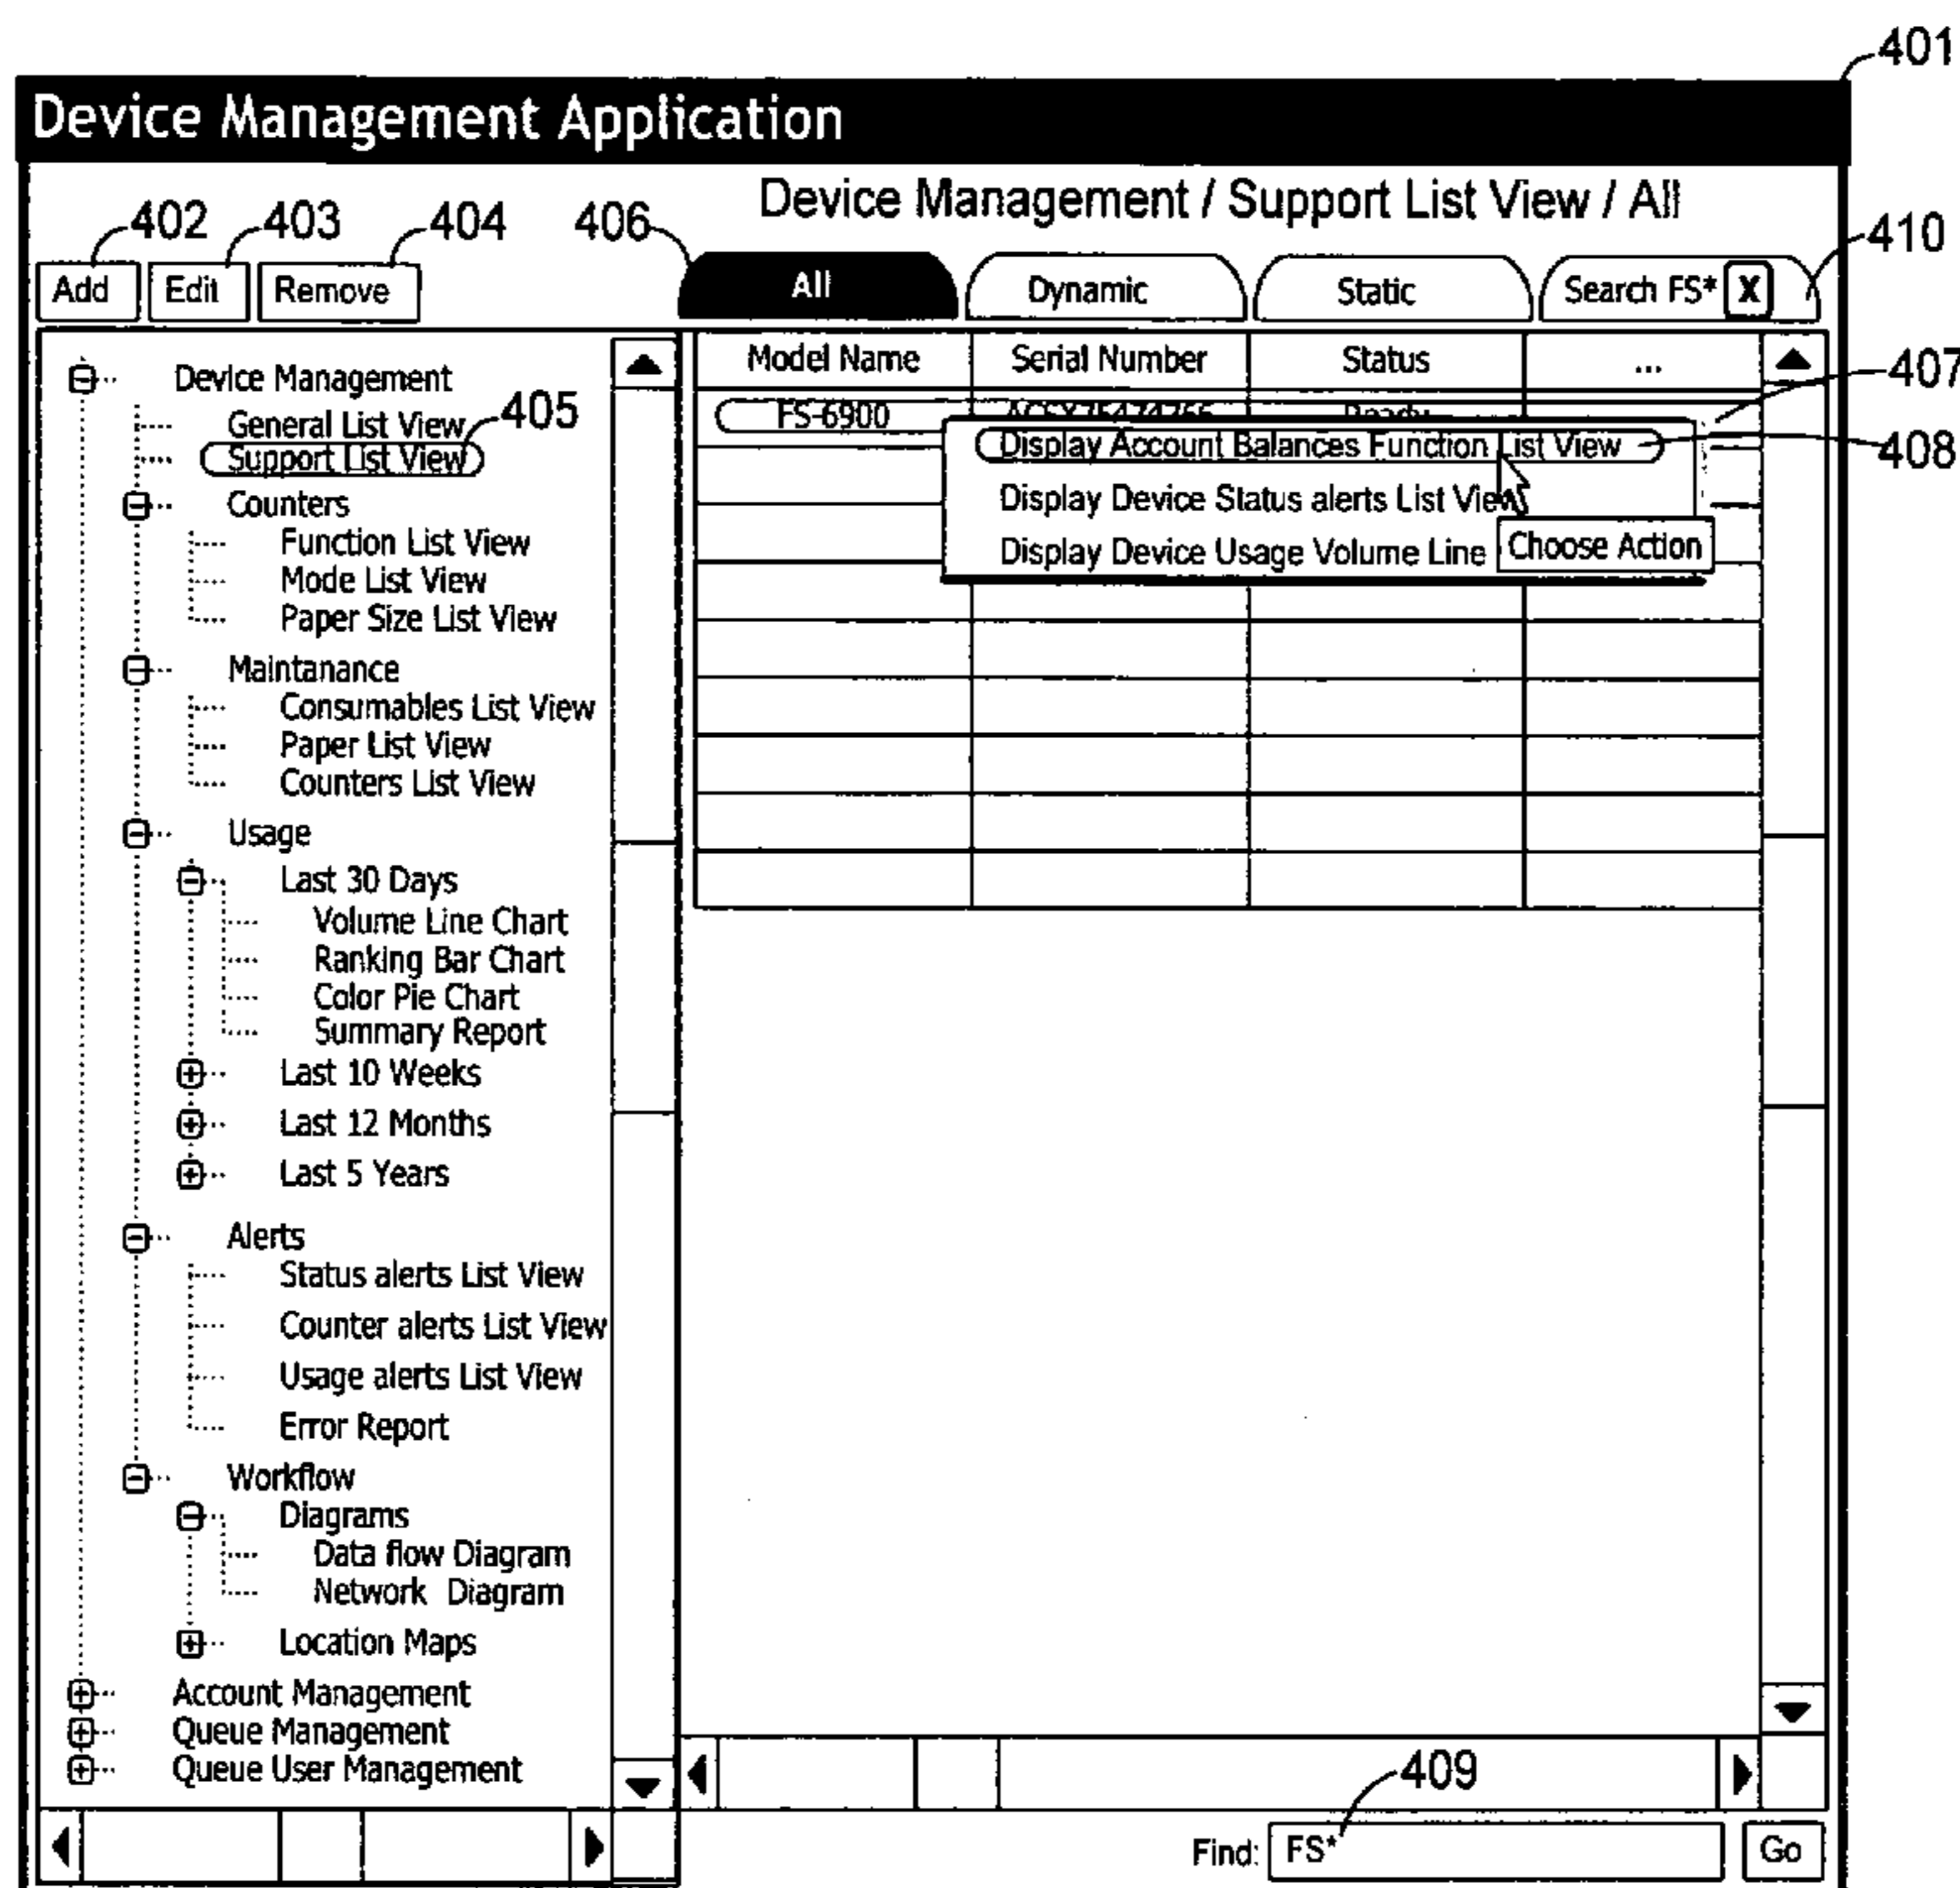 401
Device Management Application
Device Management / Support List View / All
402
403
404
406
410
Add
Edit
Remove
All
Dynamic
Static
Search FS* X
Device Management
General List View
405
Support List View
Counters
Function List View
Mode List View
Paper Size List View
Maintanance
Consumables List View
Paper List View
Counters List View
Usage
Last 30 Days
Volume Line Chart
Ranking Bar Chart
Color Pie Chart
Summary Report
Last 10 Weeks
Last 12 Months
Last 5 Years
Alerts
Status alerts List View
Counter alerts List View
Usage alerts List View
Error Report
Workflow
Diagrams
Data flow Diagram
Network Diagram
Location Maps
Account Management
Queue Management
Queue User Management
Model Name
Serial Number
Status
...
407
FS-6900
Ready
Display Account Balances Function List View
408
Display Device Status alerts List View
Display Device Usage Volume Line
Choose Action
409
Find:
FS*
Go